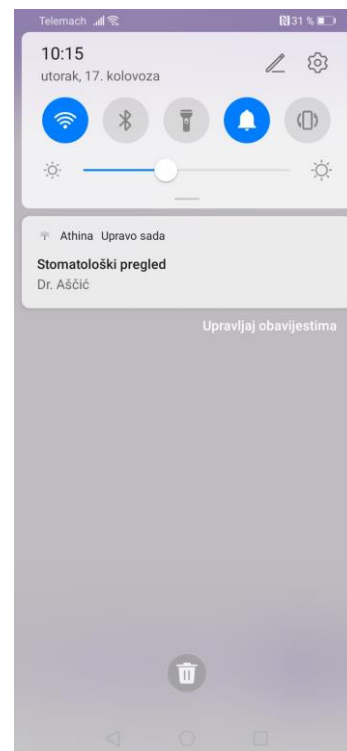 Telemach 31 %
10:15
utorak, 17. kolovoza
Athina Upravo sada
Stomatološki pregled
Dr. Aščić
Upravljaj obavijestima